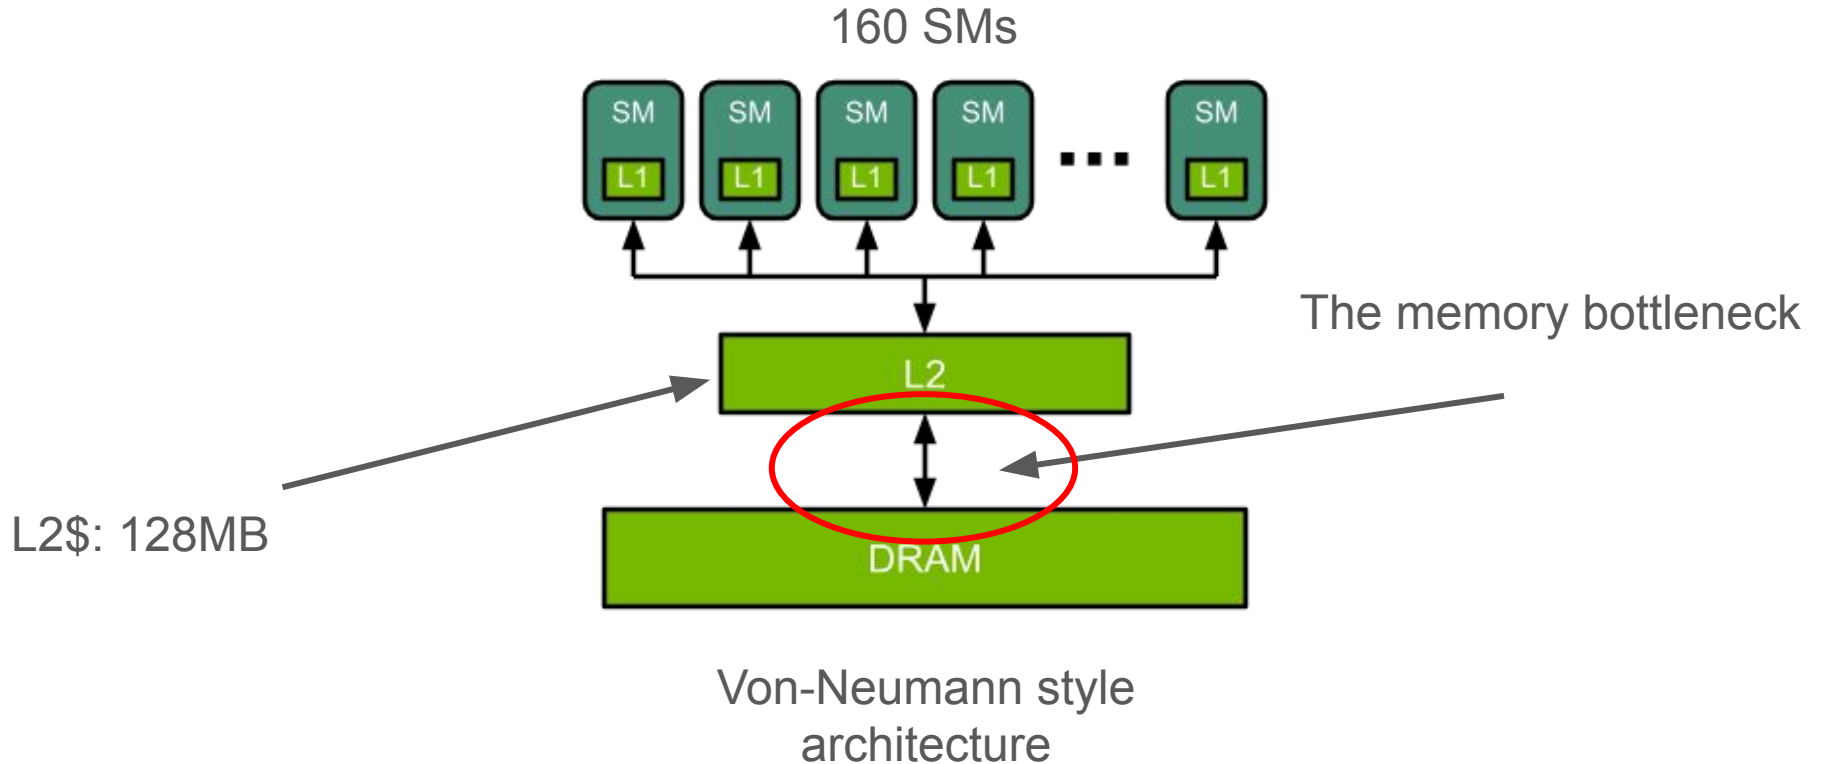 160 SMs
SM SM SM SM SM
L1 L1 L1 L1 L1
The memory bottleneck
L2
L2$: 128MB
DRAM
Von-Neumann style
architecture